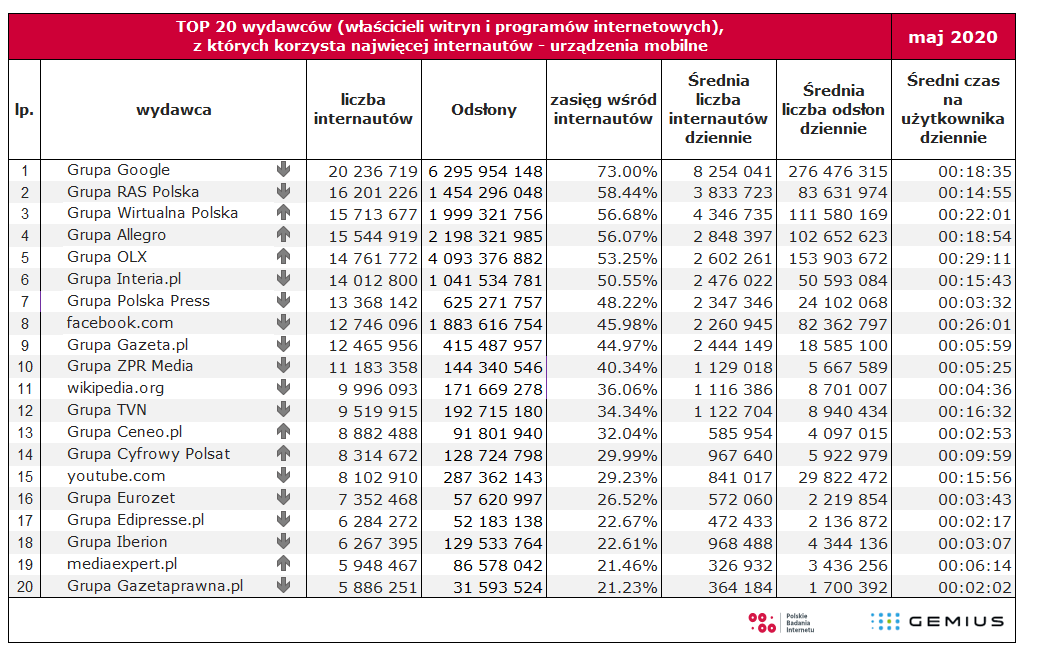 TOP 20 wydawców (właścicieli witryn i programów internetowych),
z których korzysta najwięcej internautów - urządzenia mobilne
maj 2020
lp.
wydawca
liczba
internautów
Odsłony
zasięg wśród
internautów
Średnia
liczba
internautów
dziennie
Średnia
liczba odsłon
dziennie
Średni czas
na
użytkownika
dziennie
1 Grupa Google 20 236 719 6 295 954 148 73.00% 8 254 041 276 476 315 00:18:35
2 Grupa RAS Polska 16 201 226 1 454 296 048 58.44% 3 833 723 83 631 974 00:14:55
3 Grupa Wirtualna Polska 15 713 677 1 999 321 756 56.68% 4 346 735 111 580 169 00:22:01
4 Grupa Allegro 15 544 919 2 198 321 985 56.07% 2 848 397 102 652 623 00:18:54
5 Grupa OLX 14 761 772 4 093 376 882 53.25% 2 602 261 153 903 672 00:29:11
6 Grupa Interia.pl 14 012 800 1 041 534 781 50.55% 2 476 022 50 593 084 00:15:43
7 Grupa Polska Press 13 368 142 625 271 757 48.22% 2 347 346 24 102 068 00:03:32
8 facebook.com 12 746 096 1 883 616 754 45.98% 2 260 945 82 362 797 00:26:01
9 Grupa Gazeta.pl 12 465 956 415 487 957 44.97% 2 444 149 18 585 100 00:05:59
10 Grupa ZPR Media 11 183 358 144 340 546 40.34% 1 129 018 5 667 589 00:05:25
11 wikipedia.org 9 996 093 171 669 278 36.06% 1 116 386 8 701 007 00:04:36
12 Grupa TVN 9 519 915 192 715 180 34.34% 1 122 704 8 940 434 00:16:32
13 Grupa Ceneo.pl 8 882 488 91 801 940 32.04% 585 954 4 097 015 00:02:53
14 Grupa Cyfrowy Polsat 8 314 672 128 724 798 29.99% 967 640 5 922 979 00:09:59
15 youtube.com 8 102 910 287 362 143 29.23% 841 017 29 822 472 00:15:56
16 Grupa Eurozet 7 352 468 57 620 997 26.52% 572 060 2 219 854 00:03:43
17 Grupa Edipresse.pl 6 284 272 52 183 138 22.67% 472 433 2 136 872 00:02:17
18 Grupa Iberion 6 267 395 129 533 764 22.61% 968 488 4 344 136 00:03:07
19 mediaexpert.pl 5 948 467 86 578 042 21.46% 326 932 3 436 256 00:06:14
20 Grupa Gazetaprawna.pl 5 886 251 31 593 524 21.23% 364 184 1 700 392 00:02:02
Polskie
Badania
Internetu
GEMIUS